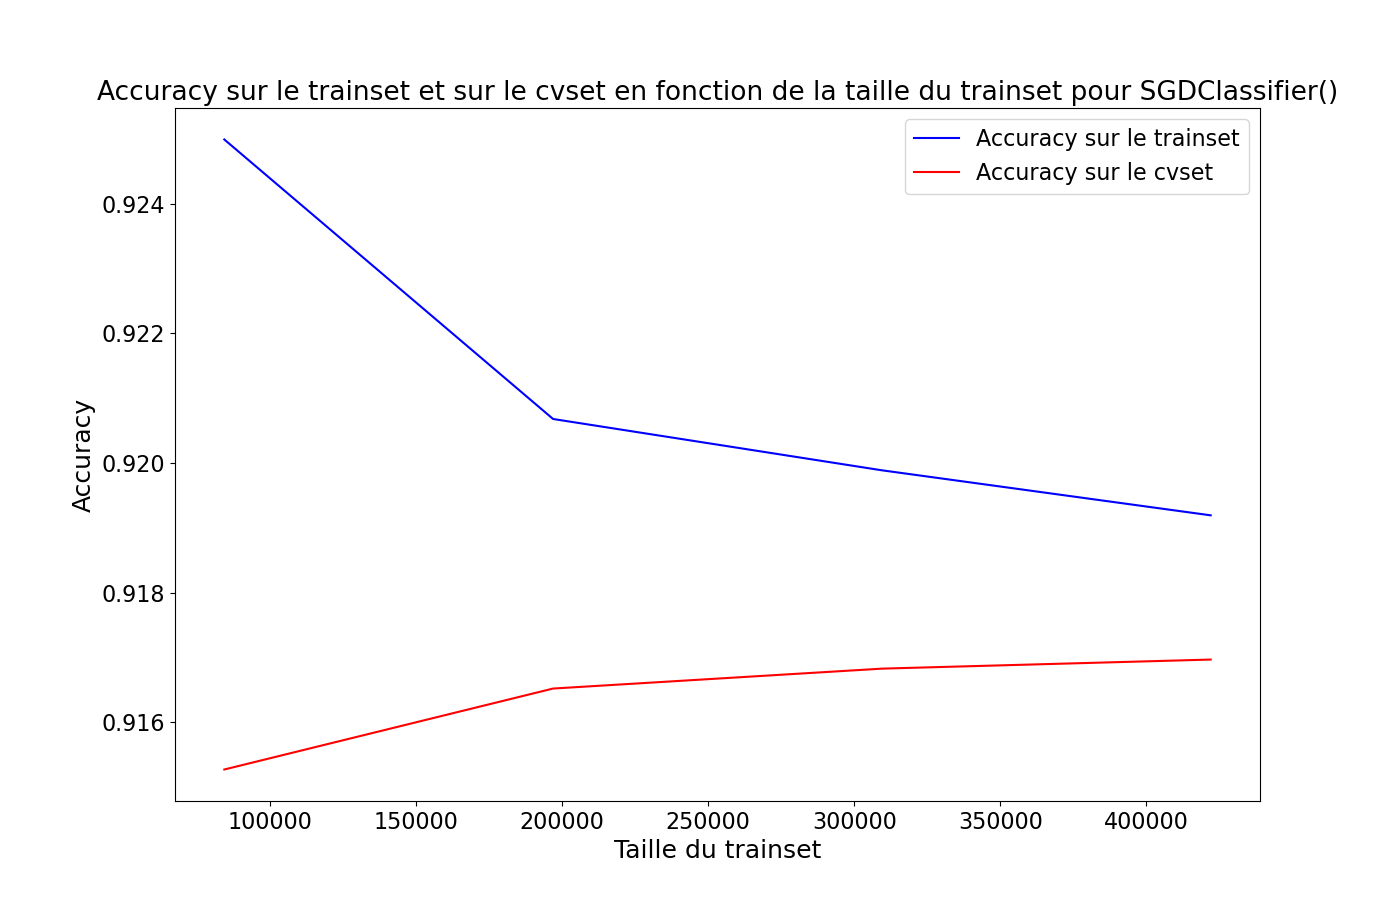 Accuracy sur le trainset et sur le cvset en fonction de la taille du trainset pour SGDClassifier()
Accuracy sur le trainset
Accuracy sur le cvset
0.924
0.922
0.920
0.918
0.916
Accuracy
100000 150000 200000 250000 300000 350000 400000
Taille du trainset